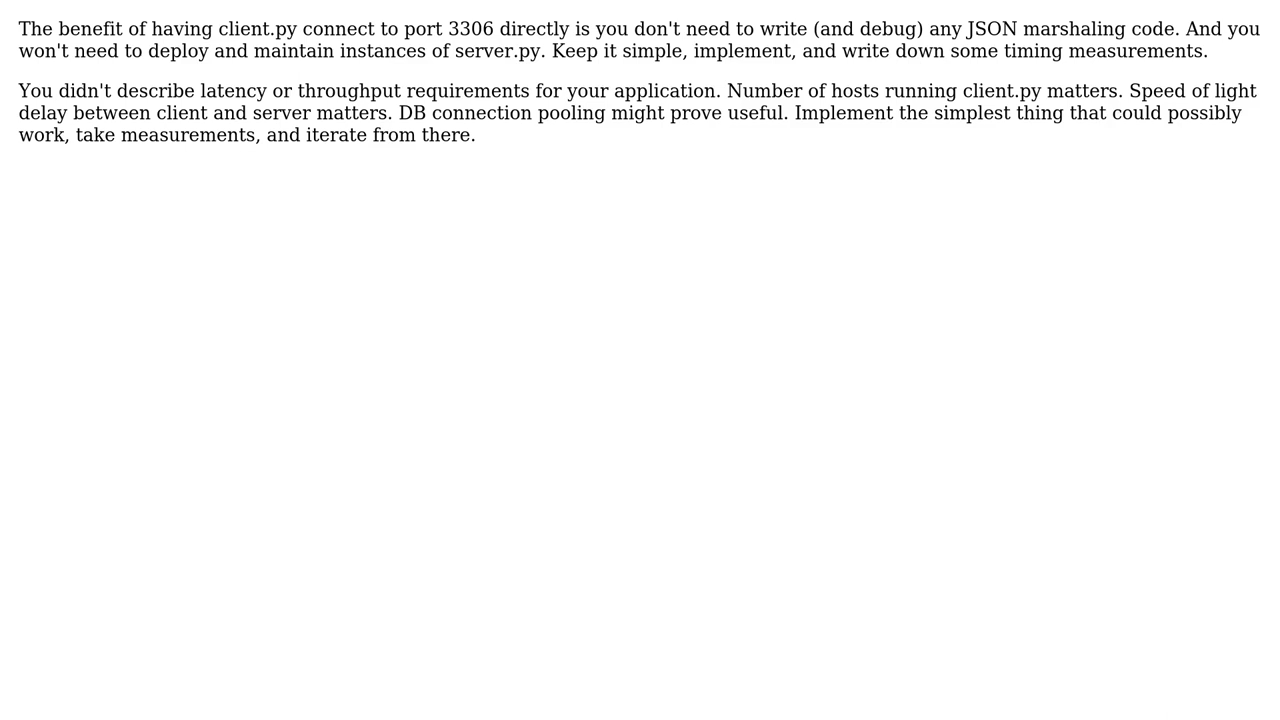 The benefit of having client.py connect to port 3306 directly is you don't need to write (and debug) any JSON marshaling code. And you
won't need to deploy and maintain instances of server.py. Keep it simple, implement, and write down some timing measurements.
You didn't describe latency or throughput requirements for your application. Number of hosts running client.py matters. Speed of light
delay between client and server matters. DB connection pooling might prove useful. Implement the simplest thing that could possibly
work, take measurements, and iterate from there.